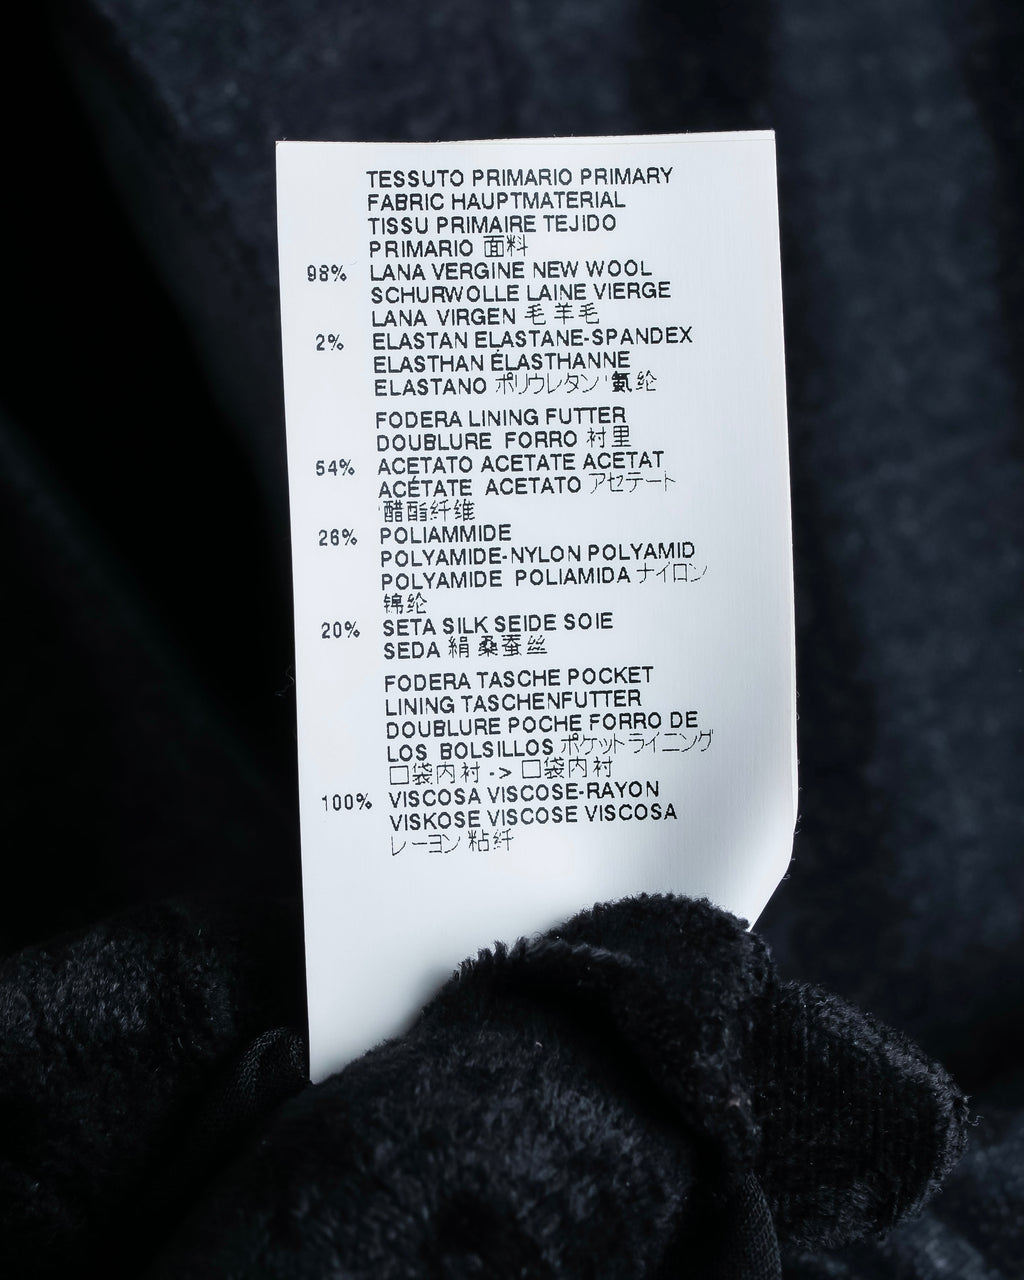 TESSUTO PRIMARIO PRIMARY
FABRIC HAUPTMATERIAL
TISSU PRIMAIRE TEJIDO
PRIMARIO 面料
98% LANA VERGINE NEW WOOL
SCHURWOLLE LAINE VIERGE
LANA VIRGEN 毛 羊毛
2% ELASTAN ELASTANE-SPANDEX
ELASTHAN ÉLASTHANNE
ELASTANO ポリウレタン 氨纶
FODERA LINING FUTTER
DOUBLURE FORRO 衬里
54% ACETATO ACETATE ACETAT
ACÉTATE ACETATO アセテート
醋酯纤维
26% POLIAMMIDE
POLYAMIDE-NYLON POLYAMID
POLYAMIDE POLIAMIDA ナイロン
锦纶
20% SETA SILK SEIDE SOIE
SEDA 絹 桑蚕丝
FODERA TASCHE POCKET
LINING TASCHENFUTTER
DOUBLURE POCHE FORRO DE
LOS BOLSILLOS ポケットライニング
口袋内衬 -> 口袋内衬
100% VISCOSA VISCOSE-RAYON
VISKOSE VISCOSE VISCOSA
レーヨン 粘纤